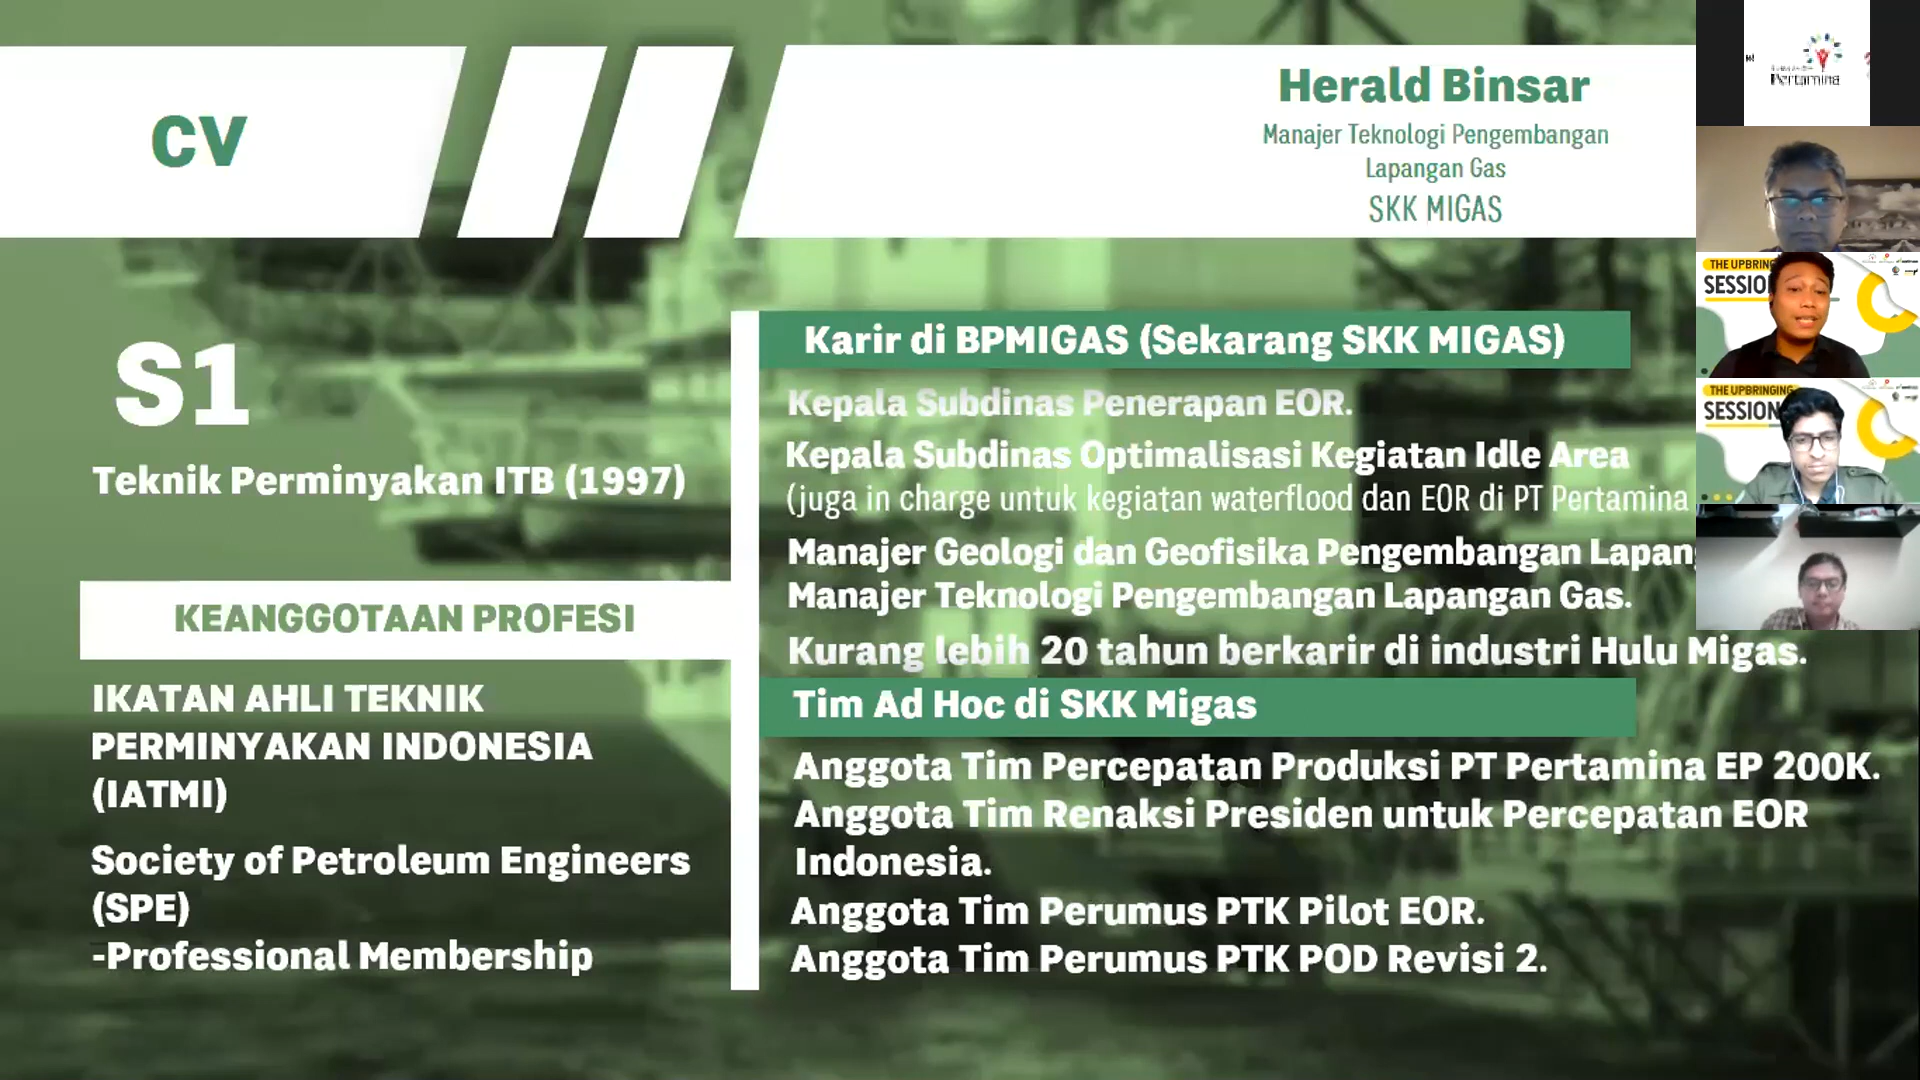 CV
Herald Binsar
Manajer Teknologi Pengembangan
Lapangan Gas
SKK MIGAS
S1
Teknik Perminyakan ITB (1997)
KEANGGOTAAN PROFESI
IKATAN AHLI TEKNIK
PERMINYAKAN INDONESIA
(IATMI)
Society of Petroleum Engineers
(SPE)
-Professional Membership
Karir di BPMIGAS (Sekarang SKK MIGAS)
Kepala Subdinas Penerapan EOR.
Kepala Subdinas Optimalisasi Kegiatan Idle Area
(juga in charge untuk kegiatan waterflood dan EOR di PT Pertamina
Manajer Geologi dan Geofisika Pengembangan
Manajer Teknologi Pengembangan Lapangan Gas.
Kurang lebih 20 tahun berkarir di industri Hulu Migas.
Tim Ad Hoc di SKK Migas
Anggota Tim Percepatan Produksi PT Pertamina EP 200K.
Anggota Tim Renaksi Presiden untuk Percepatan EOR
Indonesia.
Anggota Tim Perumus PTK Pilot EOR.
Anggota Tim Perumus PTK POD Revisi 2.
Pertamina
THE UPBRINGING
SESSION